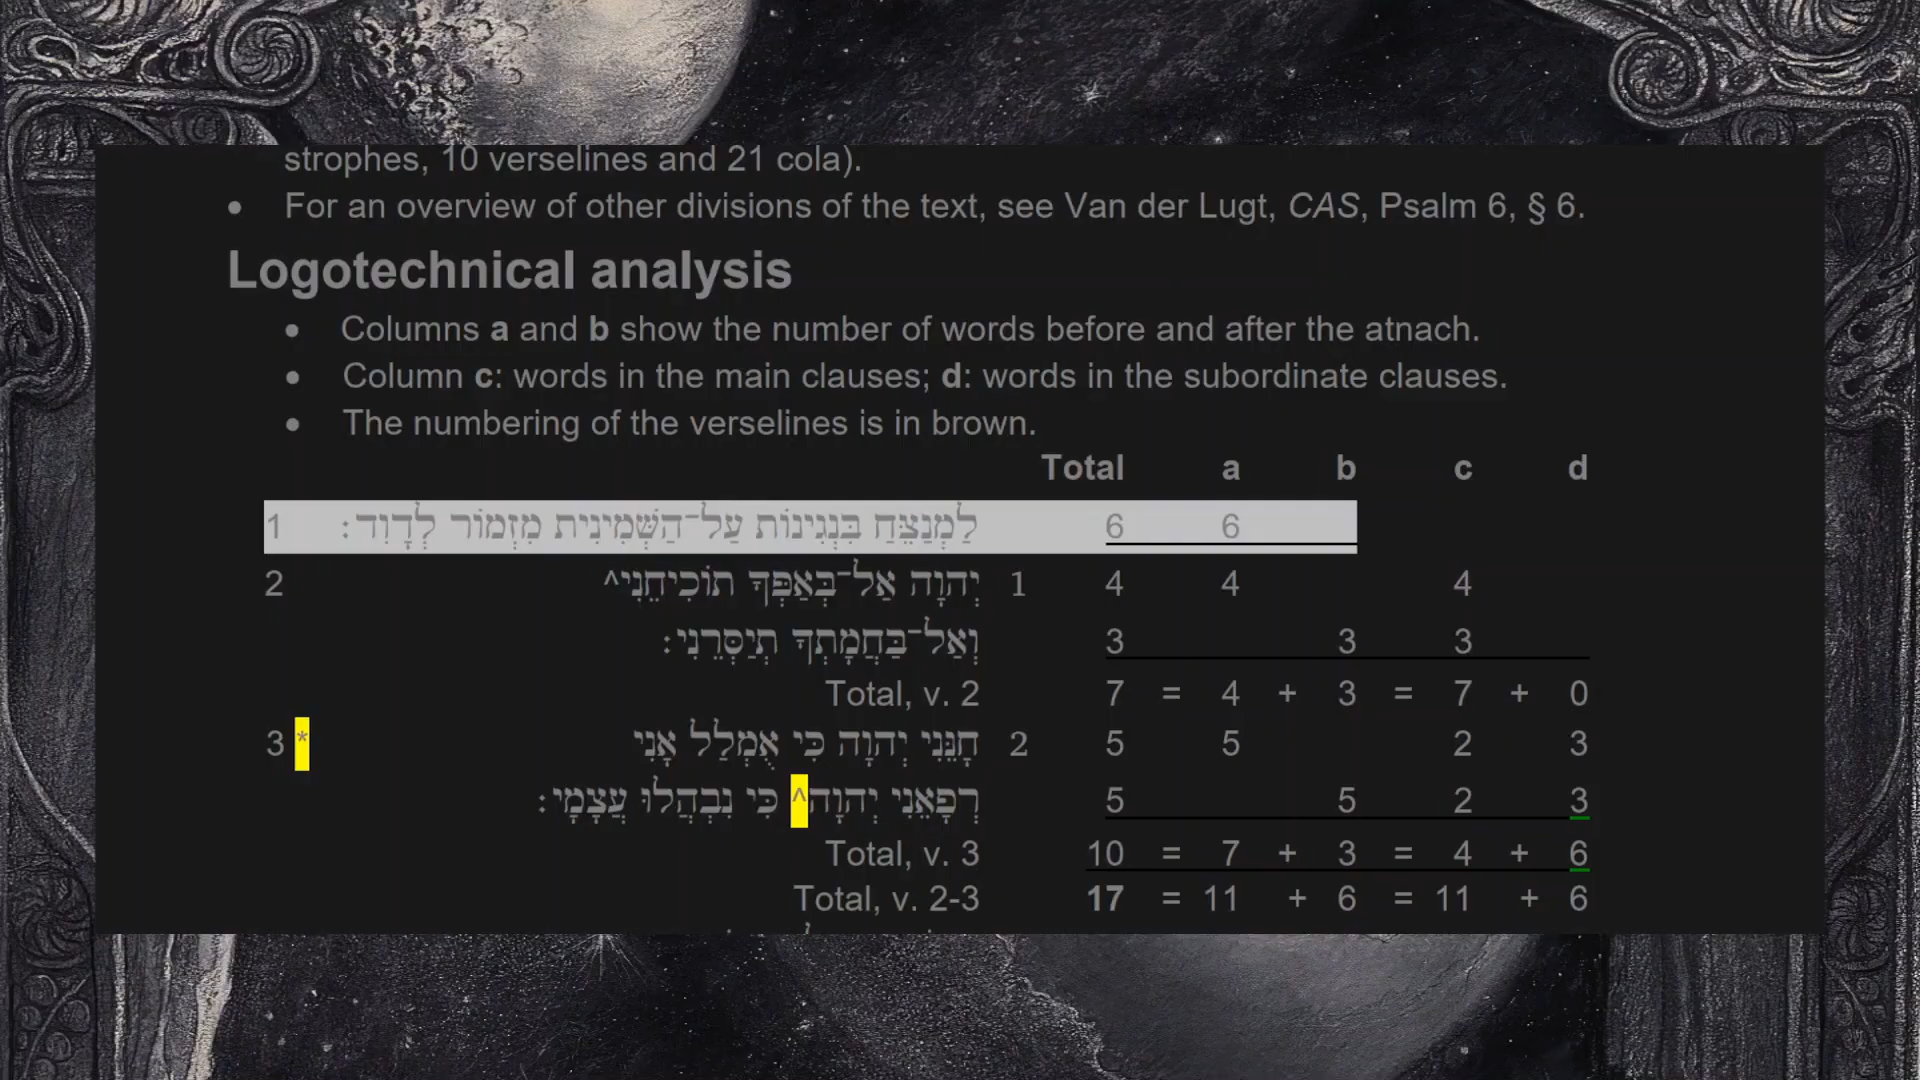 strophes, 10 verselines and 21 cola).
• For an overview of other divisions of the text, see Van der Lugt, CAS, Psalm 6, § 6.
Logotechnical analysis
• Columns a and b show the number of words before and after the atnach.
• Column c: words in the main clauses; d: words in the subordinate clauses.
• The numbering of the verselines is in brown.
Total a b c d
1 לַמְנַצֵּחַ בִּנְגִינוֹת עַל־הַשְּׁמִינִית מִזְמוֹר לְדָוִד׃ 6 6
2 יְהוָה אַל־בְּאַפְּךָ תוֹכִיחֵנִי^ 1 4 4 4
וְאַל־בַּחֲמָתְךָ תְיַסְּרֵנִי׃ 3 3 3
Total, v. 2 7 = 4 + 3 = 7 + 0
3 * חָנֵּנִי יְהוָה כִּי אֻמְלַל אָנִי 2 5 5 2 3
רְפָאֵנִי יְהוָה^ כִּי נִבְהֲלוּ עֲצָמָי׃ 5 5 2 3
Total, v. 3 10 = 7 + 3 = 4 + 6
Total, v. 2-3 17 = 11 + 6 = 11 + 6